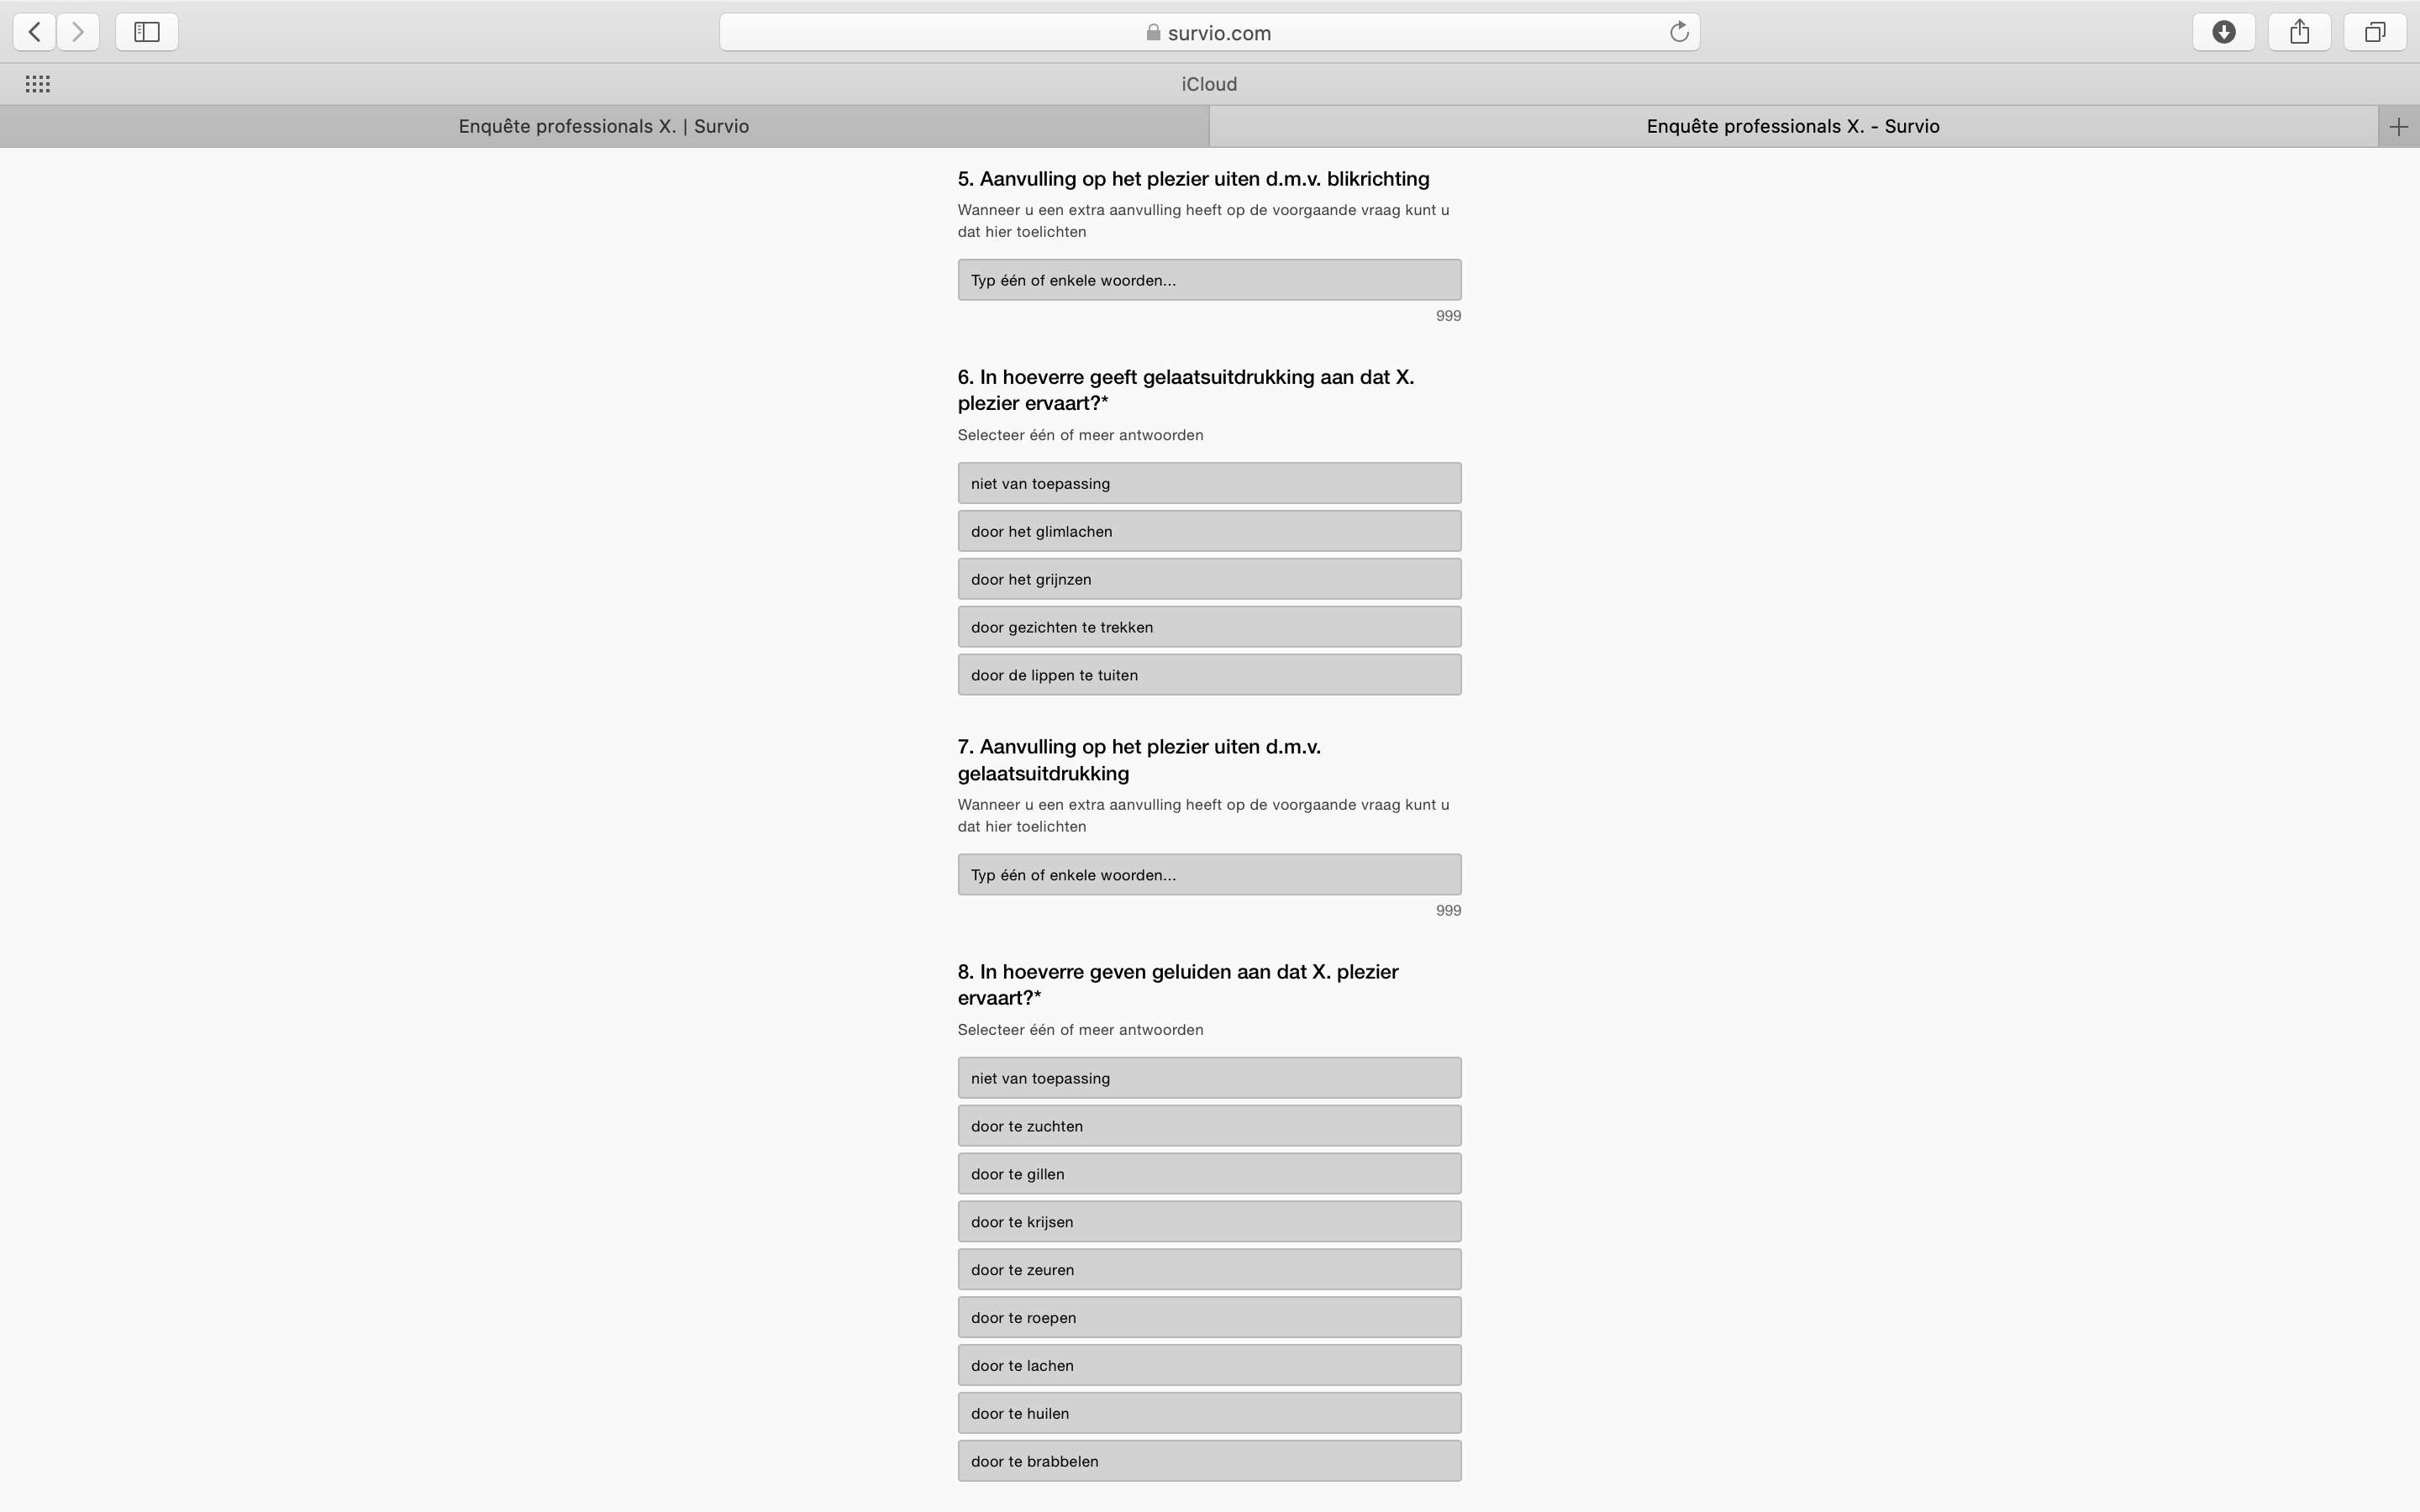 survio.com
iCloud
Enquête professionals X. | Survio
Enquête professionals X. - Survio
5. Aanvulling op het plezier uiten d.m.v. blikrichting
Wanneer u een extra aanvulling heeft op de voorgaande vraag kunt u
dat hier toelichten
Typ één of enkele woorden...
999
6. In hoeverre geeft gelaatsuitdrukking aan dat X.
plezier ervaart?*
Selecteer één of meer antwoorden
niet van toepassing
door het glimlachen
door het grijnzen
door gezichten te trekken
door de lippen te tuiten
7. Aanvulling op het plezier uiten d.m.v.
gelaatsuitdrukking
Wanneer u een extra aanvulling heeft op de voorgaande vraag kunt u
dat hier toelichten
Typ één of enkele woorden...
999
8. In hoeverre geven geluiden aan dat X. plezier
ervaart?*
Selecteer één of meer antwoorden
niet van toepassing
door te zuchten
door te gillen
door te krijsen
door te zeuren
door te roepen
door te lachen
door te huilen
door te brabbelen